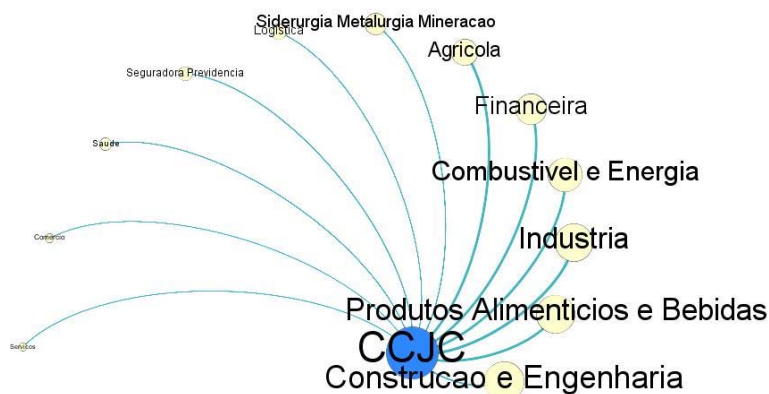 Siderurgia Metalurgia Mineracao
Logistica
Agricola
Seguradora Previdencia
Financeira
Saude
Combustivel e Energia
Comercio
Industria
Produtos Alimenticios e Bebidas
Servicos
CCJC
Construcao e Engenharia